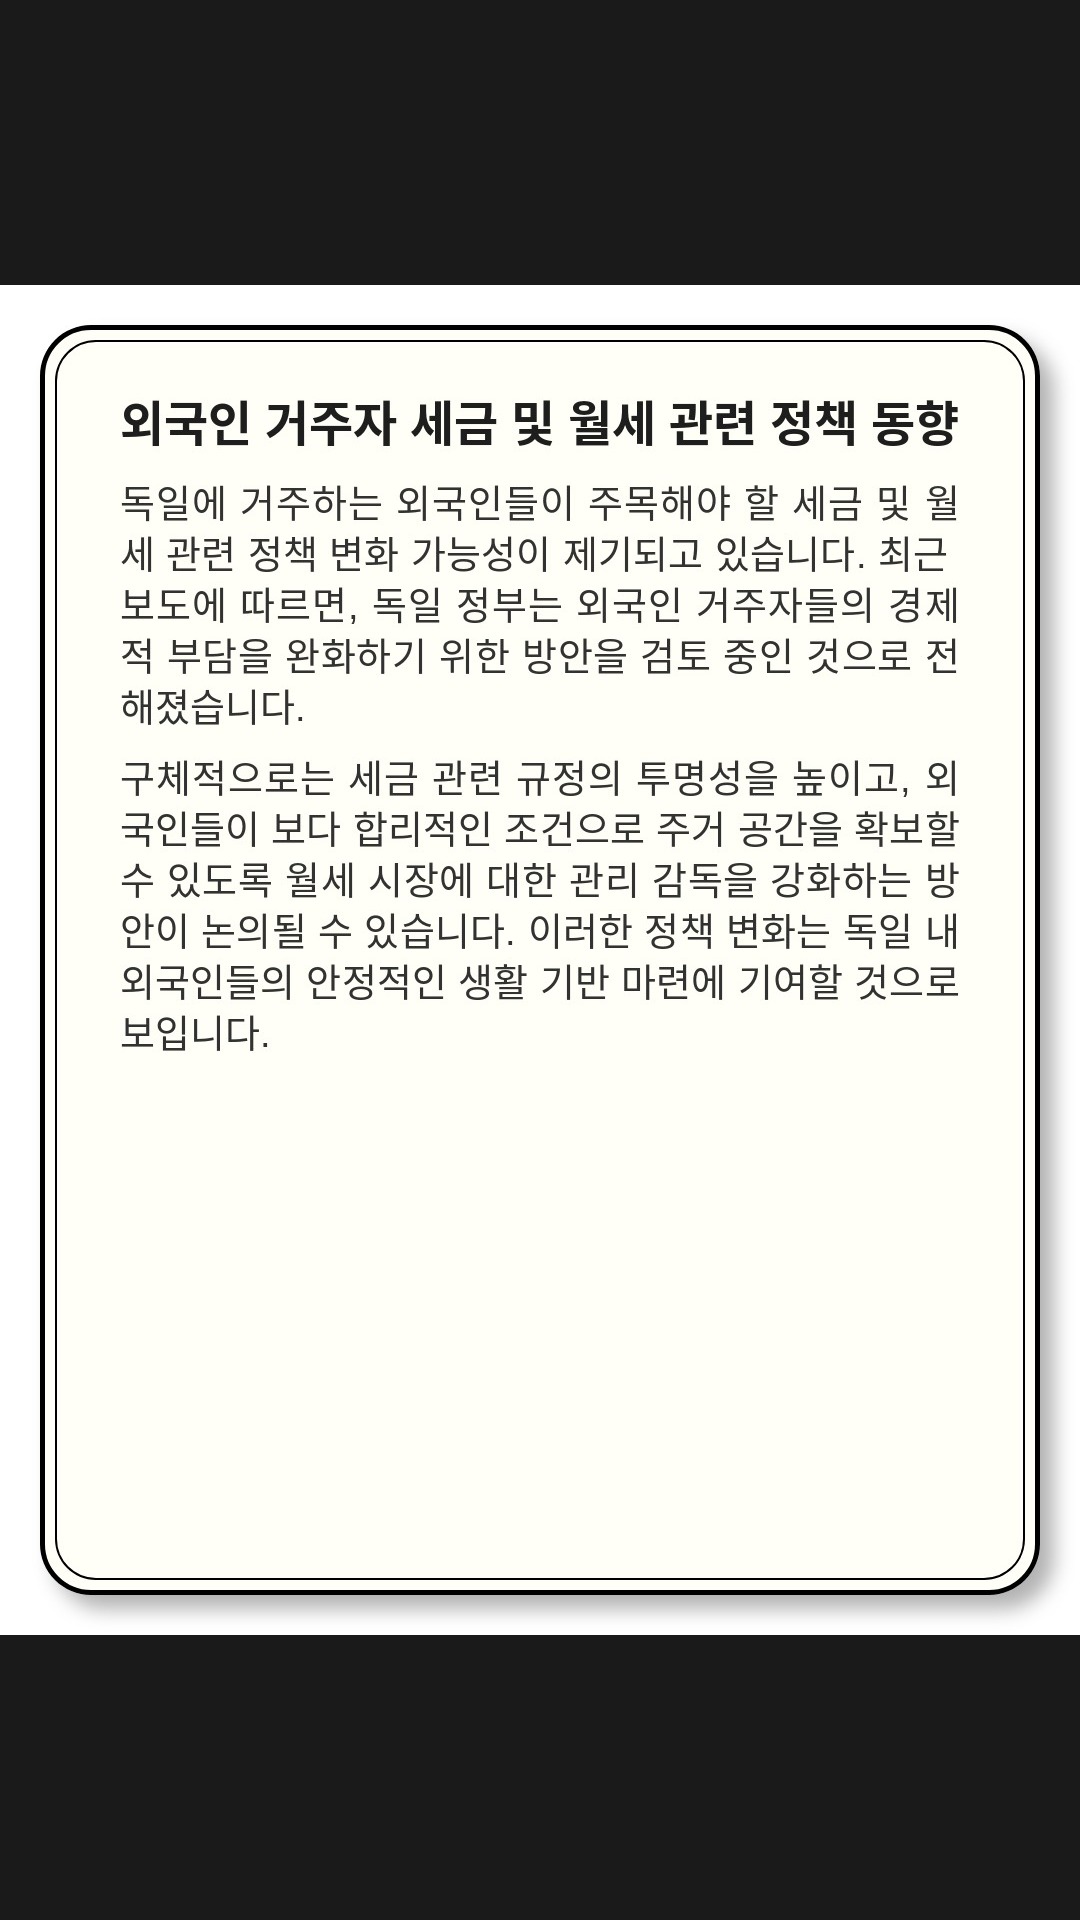 외국인 거주자 세금 및 월세 관련 정책 동향
독일에 거주하는 외국인들이 주목해야 할 세금 및 월
세 관련 정책 변화 가능성이 제기되고 있습니다. 최근
보도에 따르면, 독일 정부는 외국인 거주자들의 경제
적 부담을 완화하기 위한 방안을 검토 중인 것으로 전
해졌습니다.
구체적으로는 세금 관련 규정의 투명성을 높이고, 외
국인들이 보다 합리적인 조건으로 주거 공간을 확보할
수 있도록 월세 시장에 대한 관리 감독을 강화하는 방
안이 논의될 수 있습니다. 이러한 정책 변화는 독일 내
외국인들의 안정적인 생활 기반 마련에 기여할 것으로
보입니다.